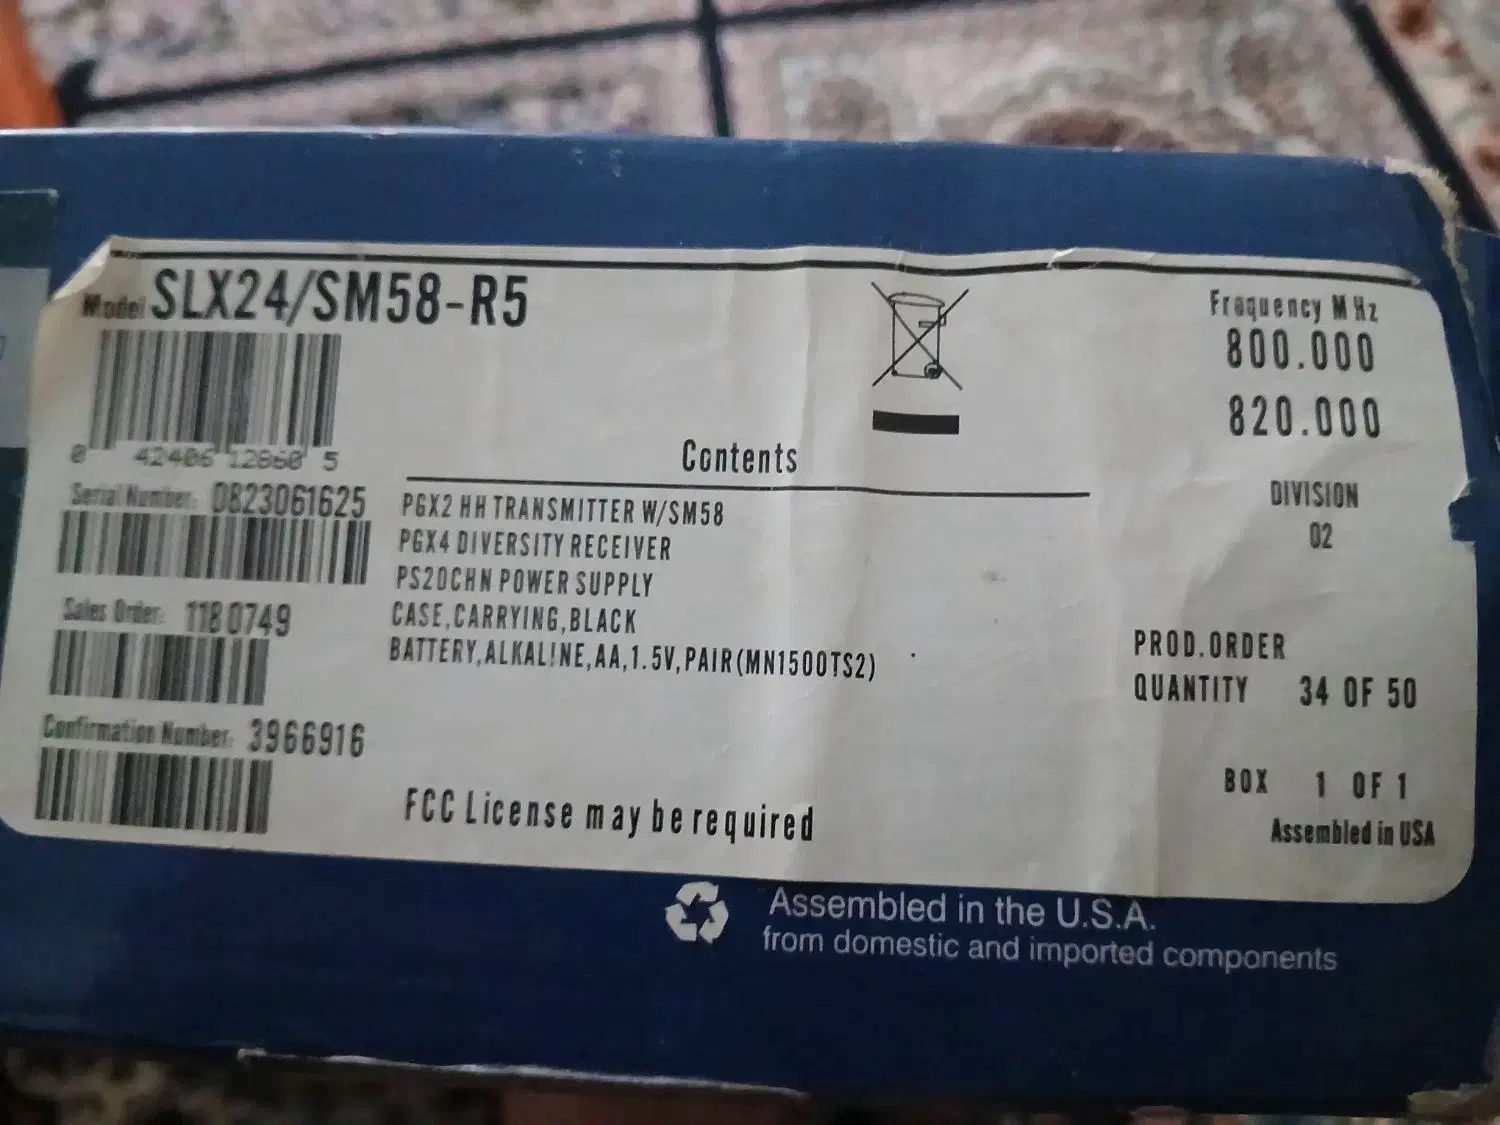 Model SLX24/SM58-R5
0 42406 12860 5
Serial Number: 0823061625
Sales Order: 1180749
Confirmation Number: 3966916
Contents
PGX2 HH TRANSMITTER W/SM58
PGX4 DIVERSITY RECEIVER
PS20CHN POWER SUPPLY
CASE,CARRYING,BLACK
BATTERY,ALKALINE,AA,1.5V,PAIR(MN1500TS2)
FCC License may be required
Fraquency MHz
800.000
820.000
DIVISION
02
PROD.ORDER
QUANTITY 34 OF 50
BOX 1 OF 1
Assembled in USA
Assembled in the U.S.A.
from domestic and imported components